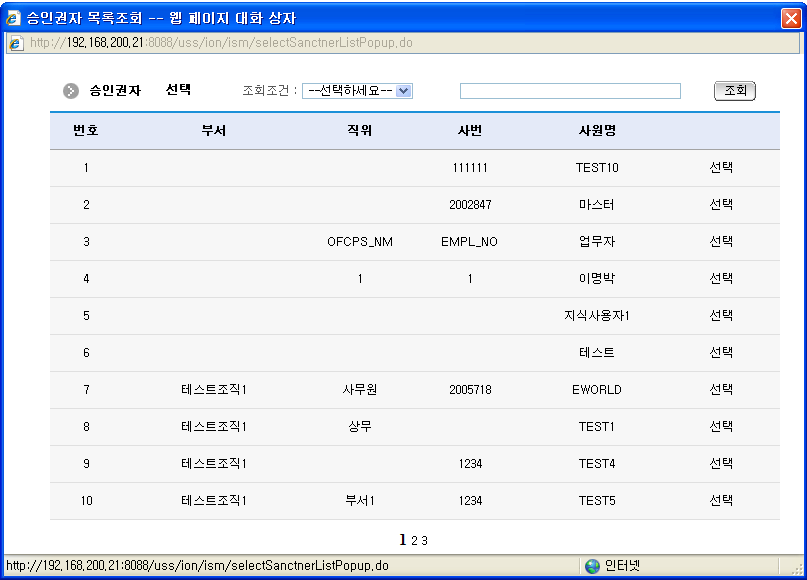 승인권자 목록조회 -- 웹 페이지 대화 상자
http://192.168.200.21:8088/uss/ion/ism/selectSanctnerListPopup.do
승인권자 선택 조회조건 : --선택하세요-- 조회
번호 부서 직위 사번 사원명
1 111111 TEST10 선택
2 2002847 마스터 선택
3 OFCPS_NM EMPL_NO 업무자 선택
4 1 1 이명박 선택
5 지식사용자1 선택
6 테스트 선택
7 테스트조직1 사무원 2005718 EWORLD 선택
8 테스트조직1 상무 TEST1 선택
9 테스트조직1 1234 TEST4 선택
10 테스트조직1 부서1 1234 TEST5 선택
1 2 3
http://192.168.200.21:8088/uss/ion/ism/selectSanctnerListPopup.do 인터넷